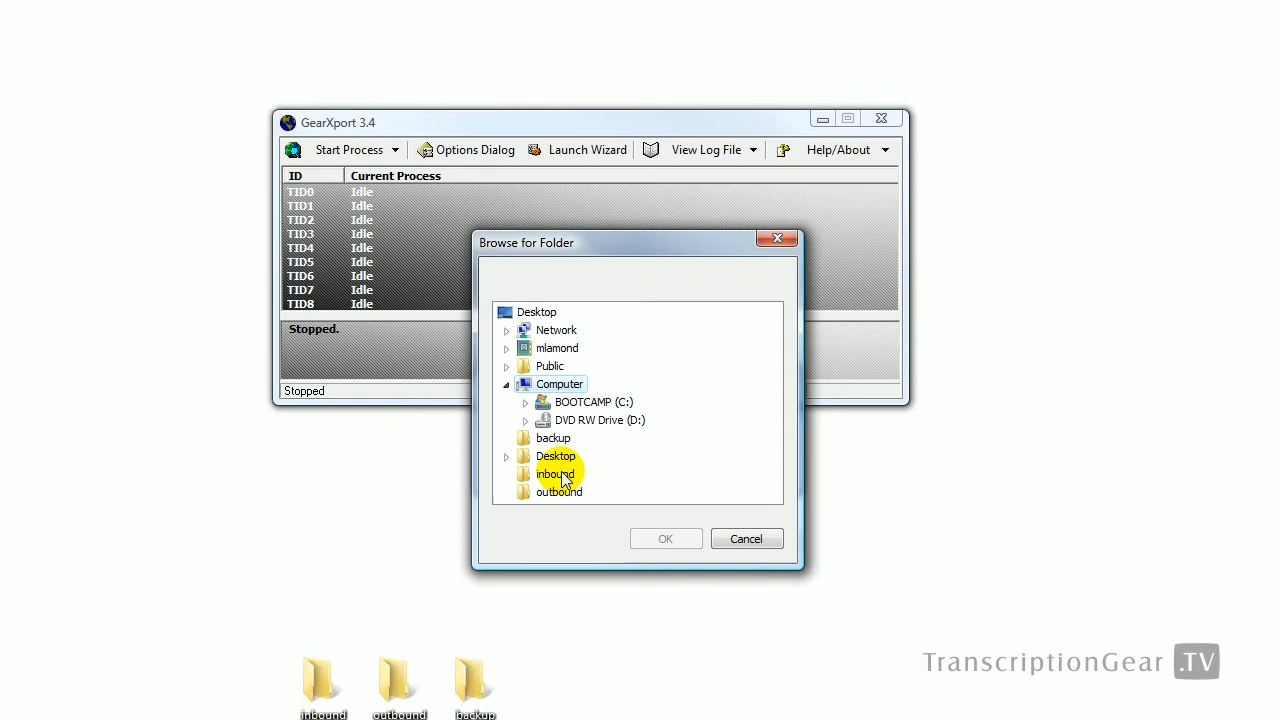 GearXport 3.4
Start Process Options Dialog Launch Wizard View Log File Help/About
ID Current Process
TID0 Idle
TID1 Idle
TID2 Idle
TID3 Idle
TID4 Idle
TID5 Idle
TID6 Idle
TID7 Idle
TID8 Idle
Stopped.
Stopped
Browse for Folder
Desktop
Network
mlamond
Public
Computer
BOOTCAMP (C:)
DVD RW Drive (D:)
backup
Desktop
inbound
outbound
OK Cancel
TranscriptionGear .TV
inbound outbound backup